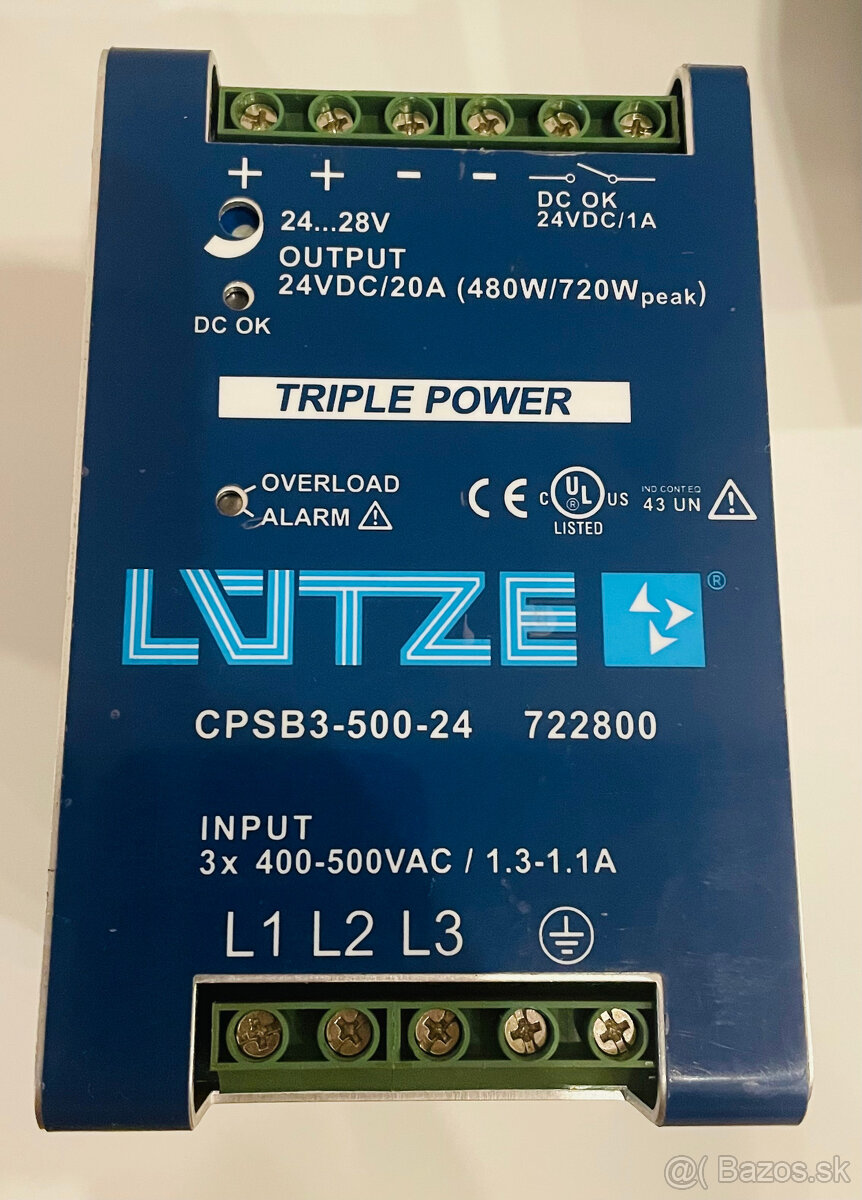 + + - -
DC OK
24VDC/1A
24...28V
OUTPUT
24VDC/20A (480W/720Wpeak)
DC OK
TRIPLE POWER
OVERLOAD
ALARM
CE
C UL US
®
LISTED
IND CONT EQ
43 UN
LÜTZE ®
CPSB3-500-24 722800
INPUT
3x 400-500VAC / 1.3-1.1A
L1 L2 L3
@( Bazos.sk